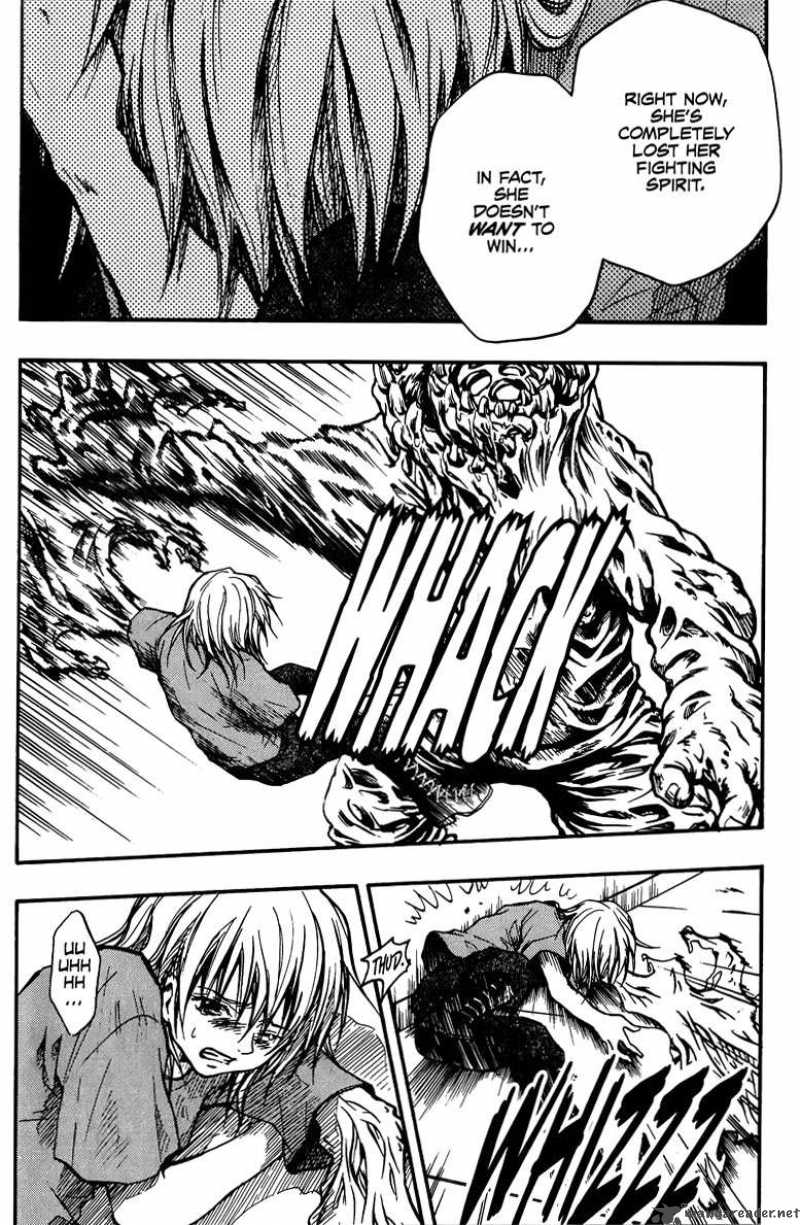 RIGHT NOW,
SHE'S
COMPLETELY
LOST HER
FIGHTING
SPIRIT.
IN FACT,
SHE
DOESN'T
WANT TO
WIN...
WHACK
THUD.
WHIZZZ
UU
UHH
HH
...
mangareader.net